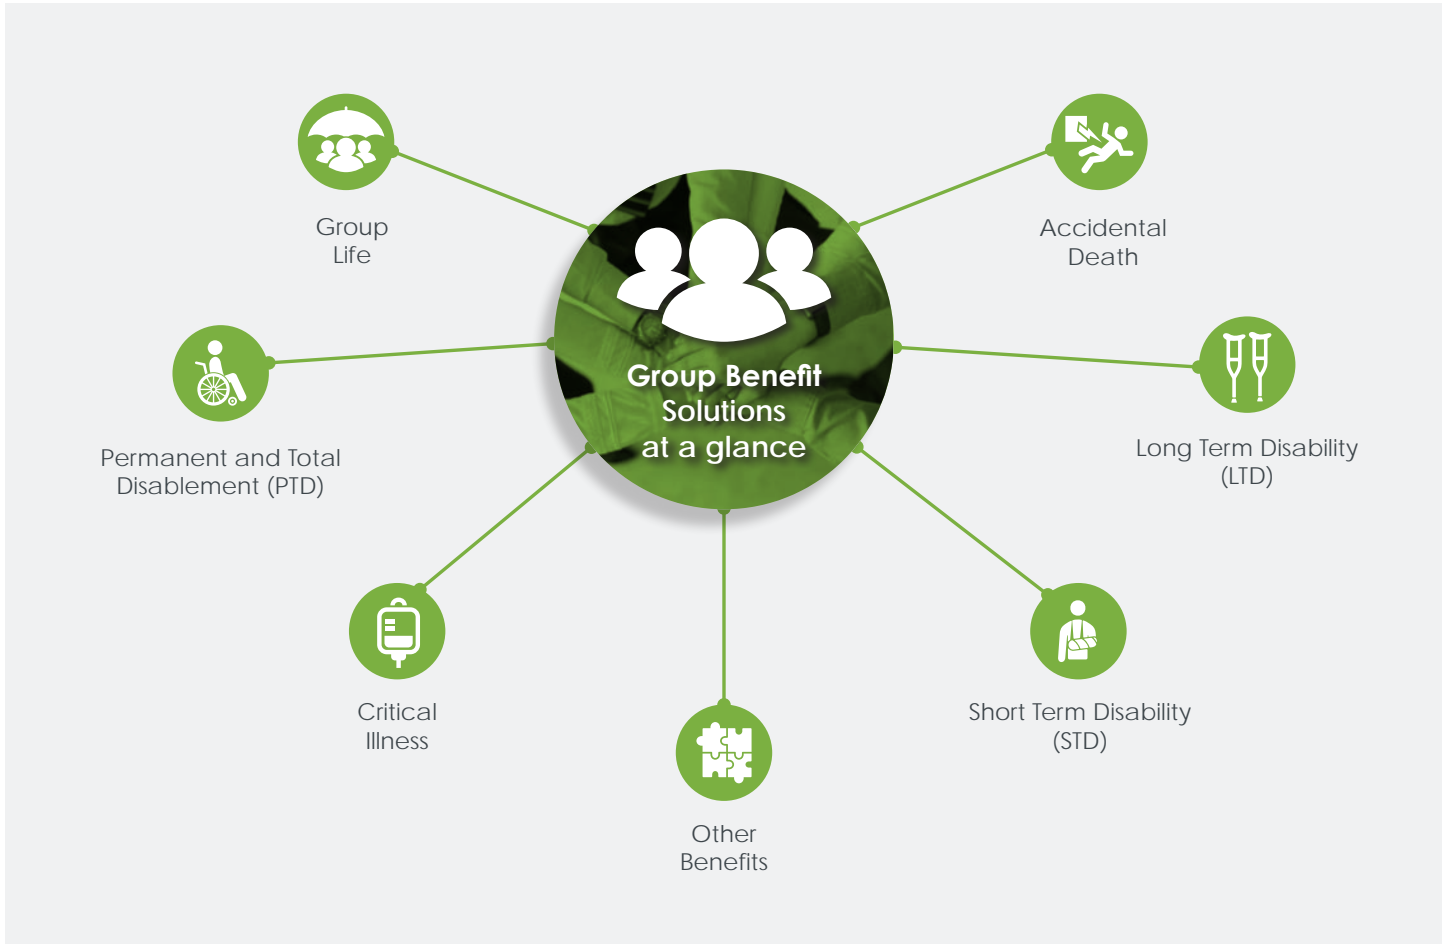 Group
Life
Accidental
Death
Group Benefit
Solutions
at a glance
Permanent and Total
Disablement (PTD)
Long Term Disability
(LTD)
Critical
Illness
Short Term Disability
(STD)
Other
Benefits